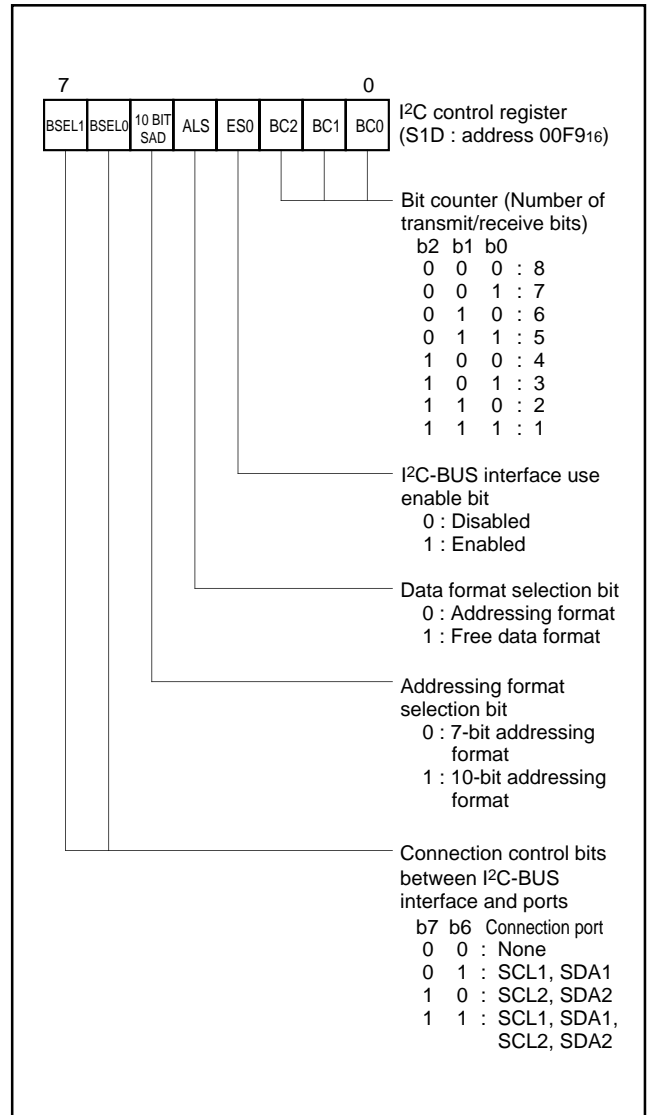 7 0
BSEL1 BSEL0 10 BIT SAD ALS ES0 BC2 BC1 BC0
I2C control register
(S1D : address 00F916)
Bit counter (Number of
transmit/receive bits)
b2 b1 b0
0 0 0 : 8
0 0 1 : 7
0 1 0 : 6
0 1 1 : 5
1 0 0 : 4
1 0 1 : 3
1 1 0 : 2
1 1 1 : 1
I2C-BUS interface use
enable bit
0 : Disabled
1 : Enabled
Data format selection bit
0 : Addressing format
1 : Free data format
Addressing format
selection bit
0 : 7-bit addressing
format
1 : 10-bit addressing
format
Connection control bits
between I2C-BUS
interface and ports
b7 b6 Connection port
0 0 : None
0 1 : SCL1, SDA1
1 0 : SCL2, SDA2
1 1 : SCL1, SDA1,
SCL2, SDA2